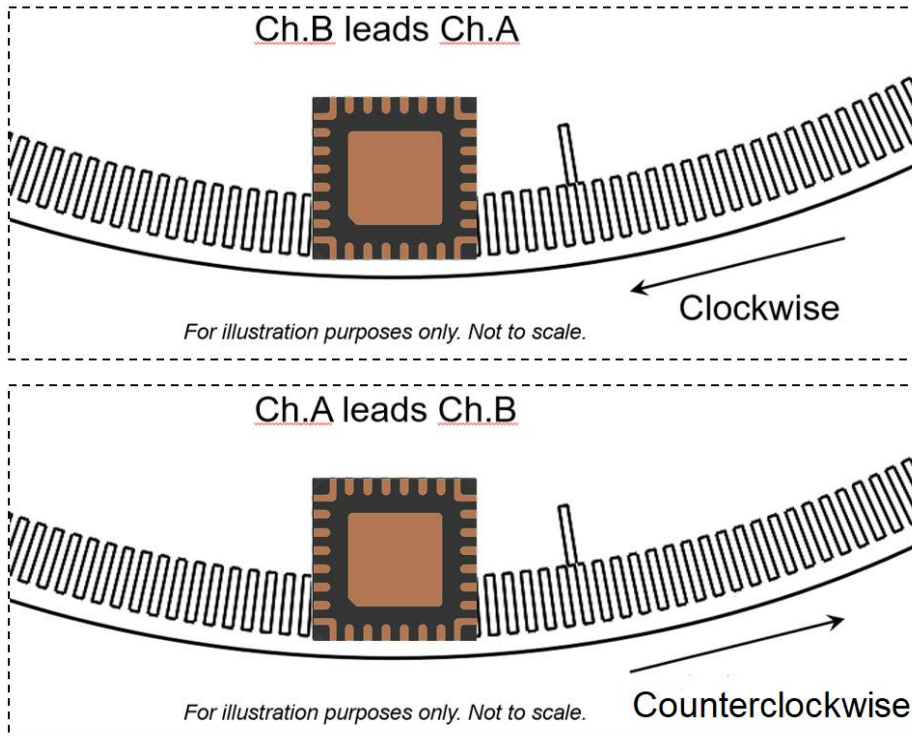 Ch.B leads Ch.A
Clockwise
For illustration purposes only. Not to scale.
Ch.A leads Ch.B
For illustration purposes only. Not to scale.
Counterclockwise